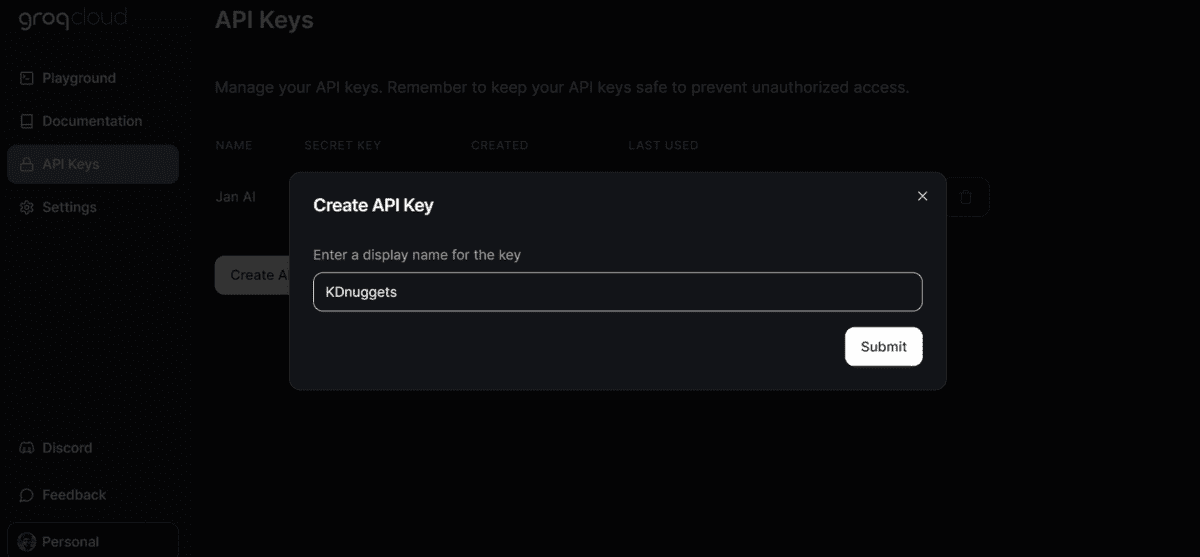 groqcloud
API Keys
Playground
Manage your API keys. Remember to keep your API keys safe to prevent unauthorized access.
Documentation
NAME SECRET KEY CREATED LAST USED
API Keys
Jan AI
Settings
Create API Key
Enter a display name for the key
Create A
KDnuggets
Submit
Discord
Feedback
Personal